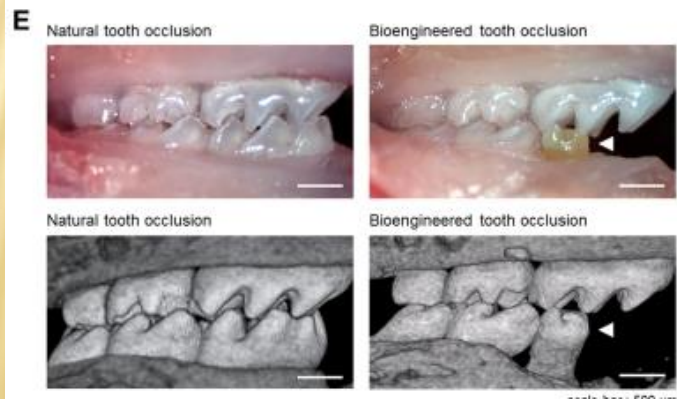 E
Natural tooth occlusion
Bioengineered tooth occlusion
Natural tooth occlusion
Bioengineered tooth occlusion